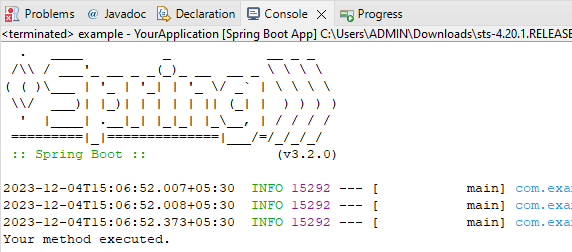 Problems @ Javadoc Declaration Console × Progress
<terminated> example - YourApplication [Spring Boot App] C:\Users\ADMIN\Downloads\sts-4.20.1.RELEASE
  .   ____          _            __ _ _
 /\\ / ___'_ __ _ _(_)_ __  __ _ \ \ \ \
( ( )\___ | '_ | '_| | '_ \/ _` | \ \ \ \
 \\/  ___)| |_)| | | | | || (_| |  ) ) ) )
  '  |____| .__|_| |_|_| |_\__, | / / / /
 =========|_|==============|___/=/_/_/_/
 :: Spring Boot ::                (v3.2.0)
2023-12-04T15:06:52.007+05:30  INFO 15292 --- [           main] com.exa
2023-12-04T15:06:52.008+05:30  INFO 15292 --- [           main] com.exa
2023-12-04T15:06:52.373+05:30  INFO 15292 --- [           main] com.exa
Your method executed.